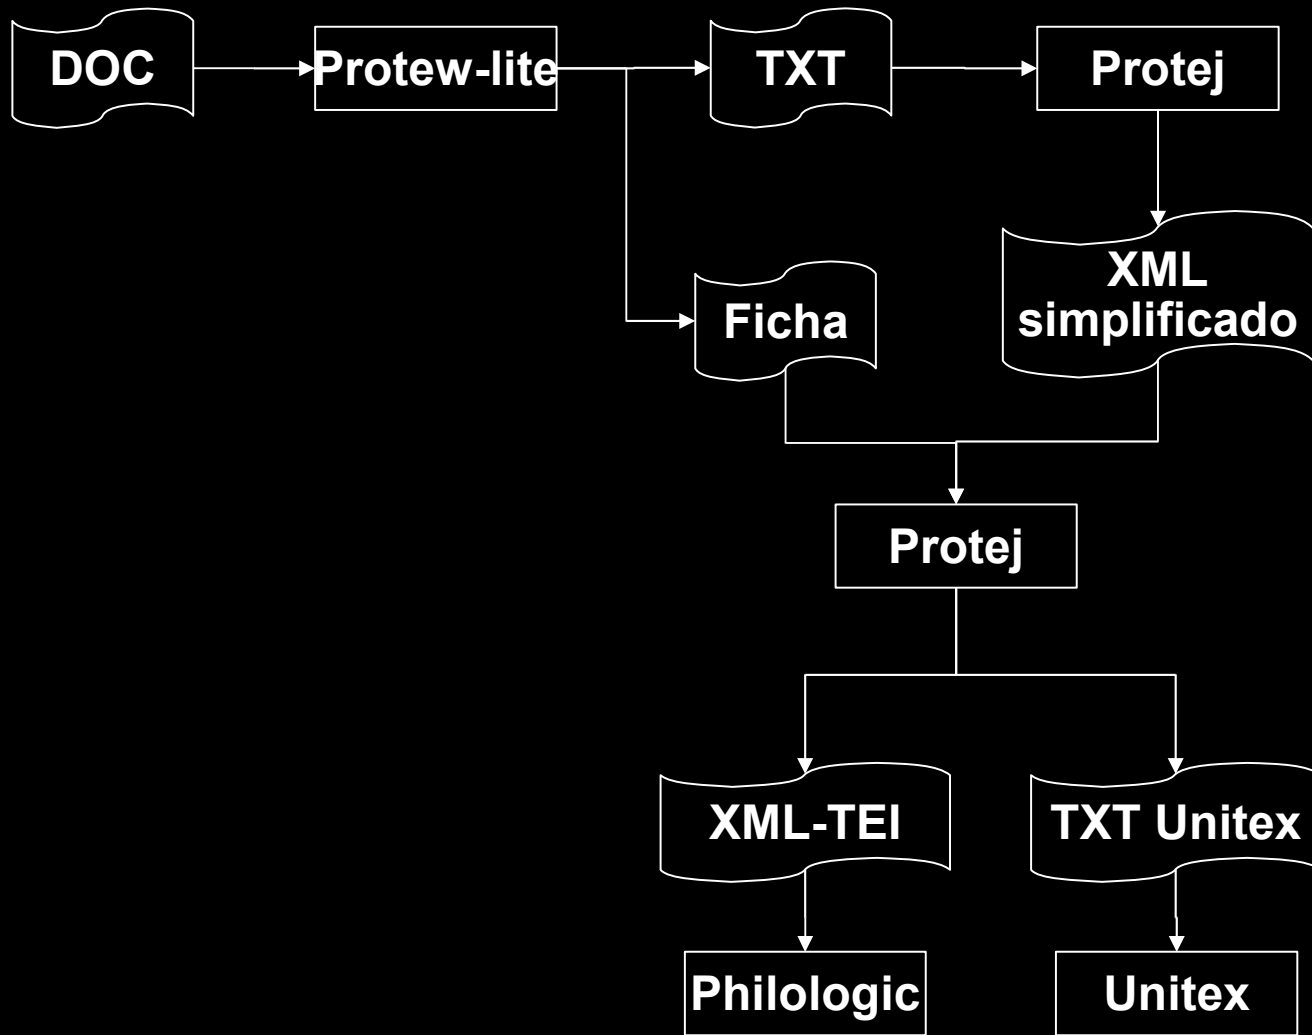 DOC
Protew-lite
TXT
Protej
XML
simplificado
Ficha
Protej
XML-TEI
TXT Unitex
Philologic
Unitex